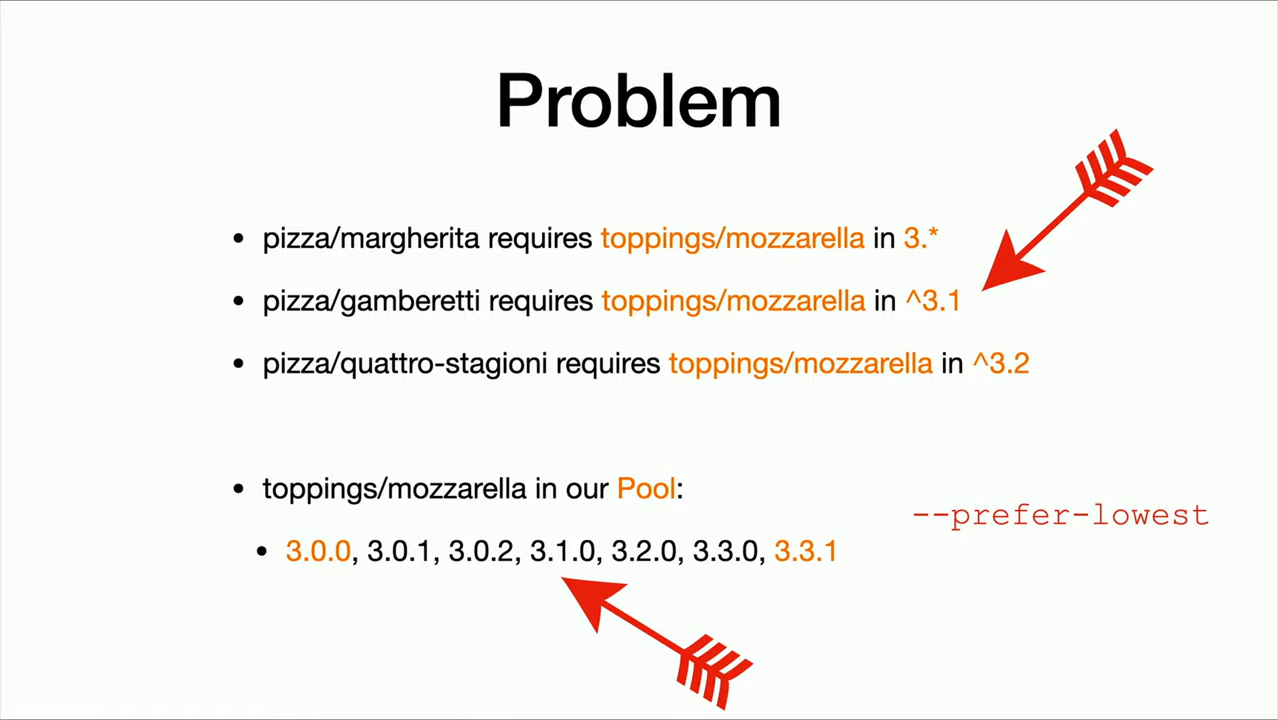 Problem
• pizza/margherita requires toppings/mozzarella in 3.*
• pizza/gamberetti requires toppings/mozzarella in ^3.1
• pizza/quattro-stagioni requires toppings/mozzarella in ^3.2
• toppings/mozzarella in our Pool:
--prefer-lowest
• 3.0.0, 3.0.1, 3.0.2, 3.1.0, 3.2.0, 3.3.0, 3.3.1